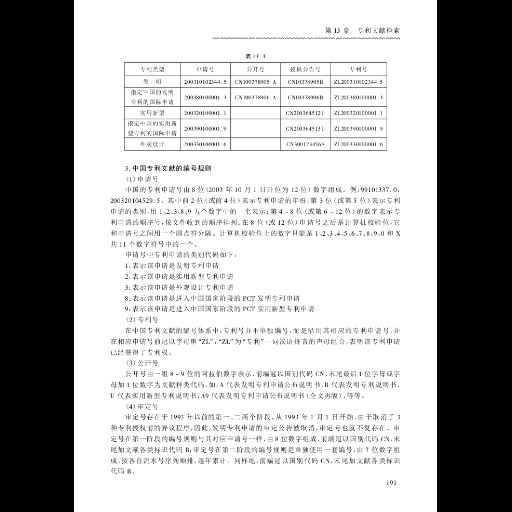 第 13 章 专利文献检索
表 13-4
专利类型 申请号 公开号 授权公告号 专利号
发 明 200310102344.5 CN100378905 A CN100378905B ZL200310102344.5
指定中国的发明专利的国际申请 200380100001.3 CN100378906 A CN100378906B ZL200380100001.3
实用新型 200320100001.1 CN200364512U ZL200320100001.1
指定中国的实用新型专利的国际申请 200390100001.9 CN200364513U ZL200390100001.9
外观设计 200330100001.6 CN300123456S ZL200330100001.6
3. 中国专利文献的编号规则
(1) 申请号
中国的专利申请号由 8 位(2003 年 10 月 1 日升位为 12 位)数字组成。例:99101337.0;
200320104529.5。其中前 2 位(或前 4 位)表示专利申请的年份,第 3 位(或第 5 位)表示专利
申请的类别,用 1、2、3、8、9 五个数字中的一个表示;第 4~8 位(或第 6~12 位)的数字表示专
利申请的顺序号,按文件收到的顺序排列;在 8 位(或 12 位)申请号之后是计算机校验位,它
和申请号之间用一个圆点符分隔。计算机校验位上的数字只能是 1、2、3、4、5、6、7、8、9、0 和 X
共 11 个数字符号中的一个。
申请号中专利申请的类别代码如下:
1:表示该申请是发明专利申请
2:表示该申请是实用新型专利申请
3:表示该申请是外观设计专利申请
8:表示该申请是进入中国国家阶段的 PCT 发明专利申请
9:表示该申请是进入中国国家阶段的 PCT 实用新型专利申请
(2) 专利号
在中国专利文献的编号体系中,专利号并不单独编号,而是沿用其相应的专利申请号,并
在相应申请号前冠以字母串“ZL”,“ZL”为“专利”一词汉语拼音的声母组合,表明该专利申请
已经获得了专利权。
(3) 公开号
公开号由一组 8~9 位的阿拉伯数字表示,前端冠以国别代码 CN,末尾最后 1 位字母或字
母加 1 位数字为文献种类代码,如:A 代表发明专利申请公布说明书,B 代表发明专利说明书,
U 代表实用新型专利说明书,A9 代表发明专利申请公布说明书(全文再版),等等。
(4) 审定号
审定号存在于 1993 年以前的第一、二两个阶段,从 1993 年 1 月 1 日开始,由于取消了 3
种专利授权前的异议程序,因此,发明专利申请的审定公告被取消,审定号也就不复存在。审
定号在第一阶段的编号规则与其对应申请号一样,由 8 位数字组成,前端冠以国别代码 CN,末
尾加文献各类标识代码 B;审定号在第二阶段的编号规则是单独使用一套编号,由 7 位数字组
成,按各自流水号序列顺排,逐年累计。同样地,前端冠以国别代码 CN,末尾加文献各类标识
代码 B。
191